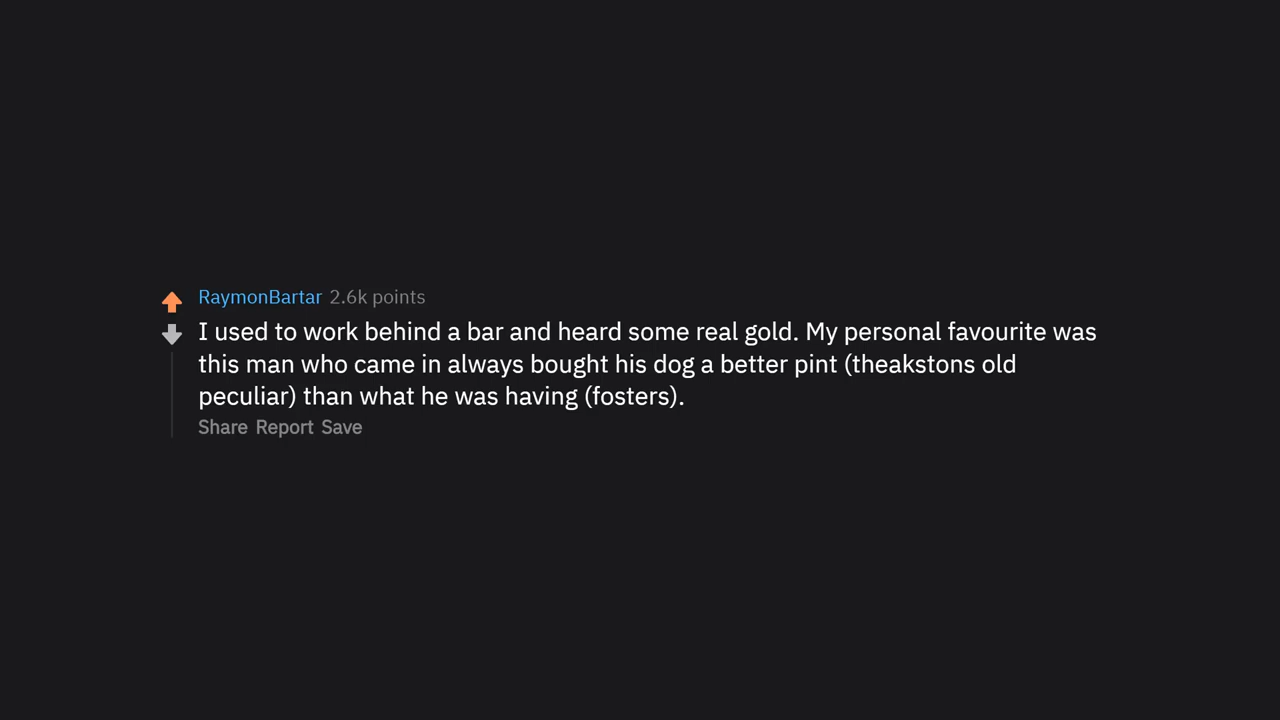 RaymonBartar 2.6k points
I used to work behind a bar and heard some real gold. My personal favourite was
this man who came in always bought his dog a better pint (theakstons old
peculiar) than what he was having (fosters).
Share Report Save